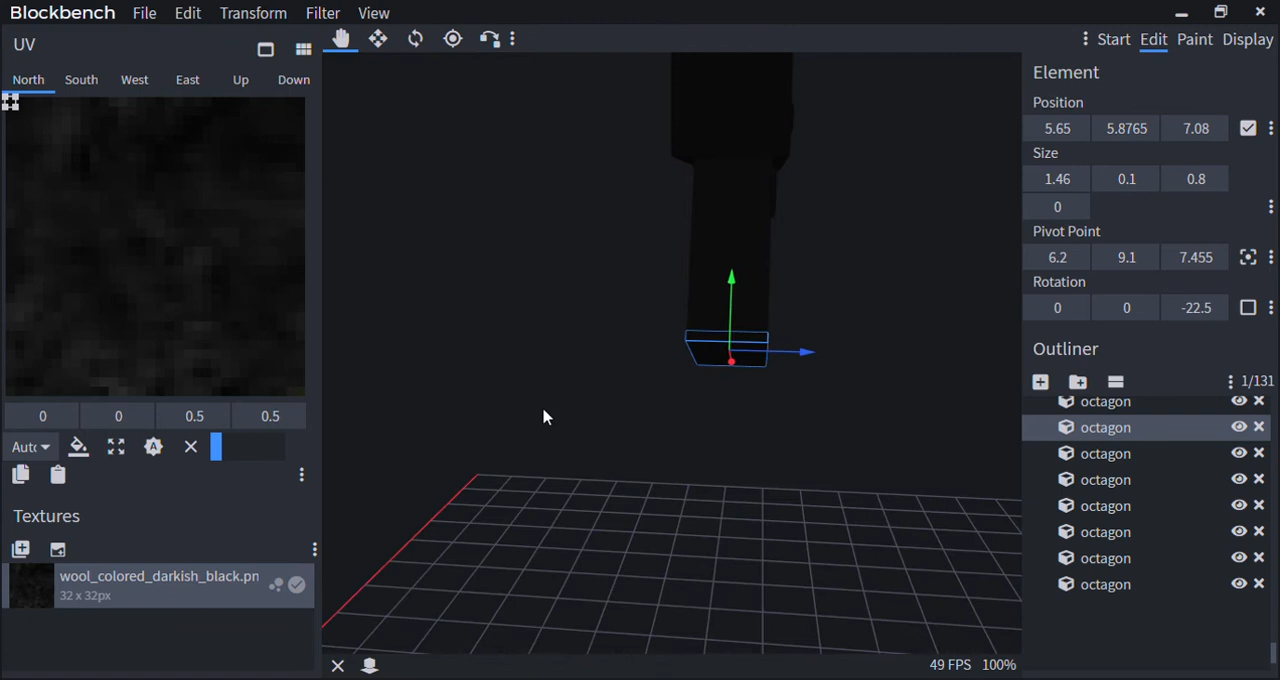 Blockbench File Edit Transform Filter View
UV
Start Edit Paint Display
North South West East Up Down
Element
Position
5.65 5.8765 7.08
Size
1.46 0.1 0.8
0
Pivot Point
6.2 9.1 7.455
Rotation
0 0 -22.5
Outliner
1/131
octagon
octagon
octagon
octagon
octagon
octagon
octagon
octagon
0 0 0.5 0.5
Autc
Textures
wool_colored_darkish_black.pn
32 x 32px
49 FPS 100%